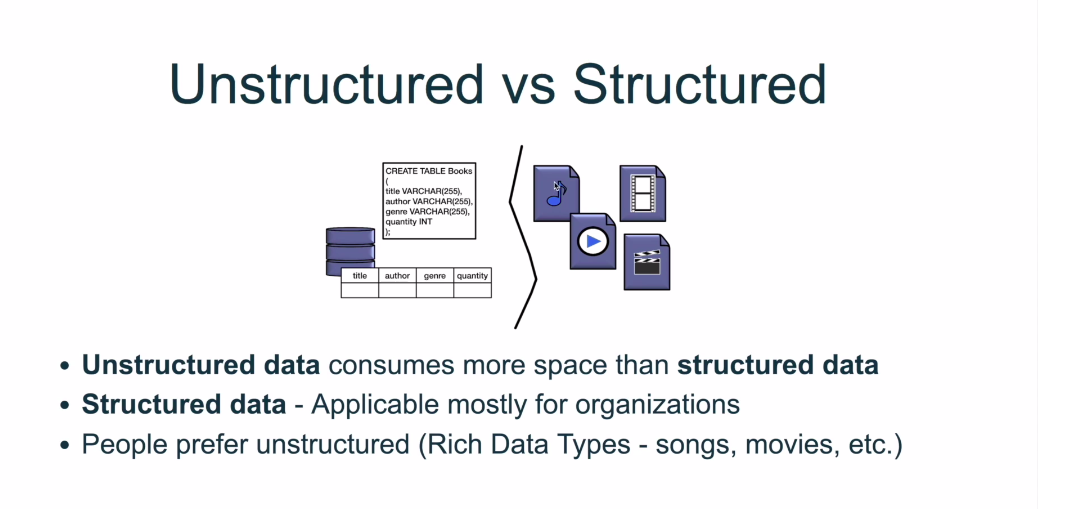 Unstructured vs Structured
CREATE TABLE Books
(
title VARCHAR(255),
author VARCHAR(255),
genre VARCHAR(255),
quantity INT
);
title author genre quantity
• Unstructured data consumes more space than structured data
• Structured data - Applicable mostly for organizations
• People prefer unstructured (Rich Data Types - songs, movies, etc.)